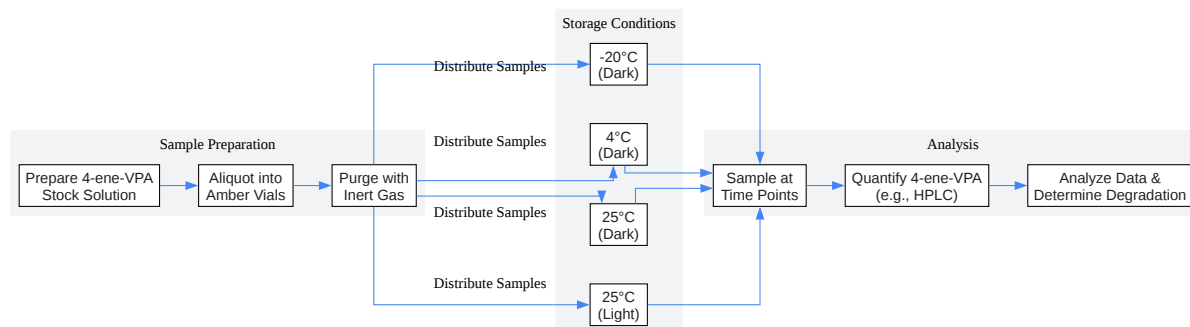 Storage Conditions
-20°C
(Dark)
Distribute Samples
4°C
(Dark)
Distribute Samples
Sample Preparation
Prepare 4-ene-VPA
Stock Solution
Aliquot into
Amber Vials
Purge with
Inert Gas
Distribute Samples
25°C
(Dark)
Distribute Samples
25°C
(Light)
Analysis
Sample at
Time Points
Quantify 4-ene-VPA
(e.g., HPLC)
Analyze Data &
Determine Degradation